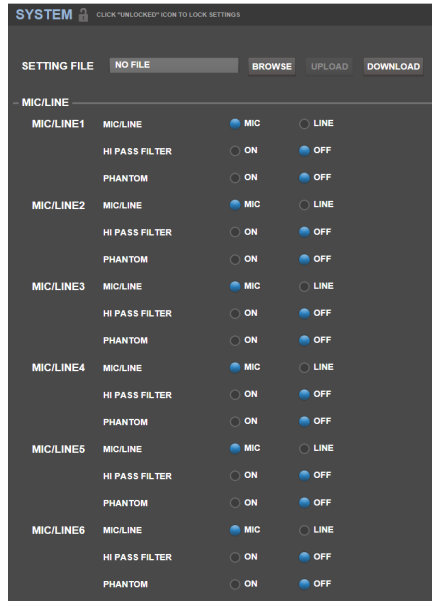 SYSTEM CLICK "UNLOCKED" ICON TO LOCK SETTINGS
SETTING FILE NO FILE BROWSE UPLOAD DOWNLOAD
MIC/LINE
MIC/LINE1 MIC/LINE MIC LINE
HI PASS FILTER ON OFF
PHANTOM ON OFF
MIC/LINE2 MIC/LINE MIC LINE
HI PASS FILTER ON OFF
PHANTOM ON OFF
MIC/LINE3 MIC/LINE MIC LINE
HI PASS FILTER ON OFF
PHANTOM ON OFF
MIC/LINE4 MIC/LINE MIC LINE
HI PASS FILTER ON OFF
PHANTOM ON OFF
MIC/LINE5 MIC/LINE MIC LINE
HI PASS FILTER ON OFF
PHANTOM ON OFF
MIC/LINE6 MIC/LINE MIC LINE
HI PASS FILTER ON OFF
PHANTOM ON OFF